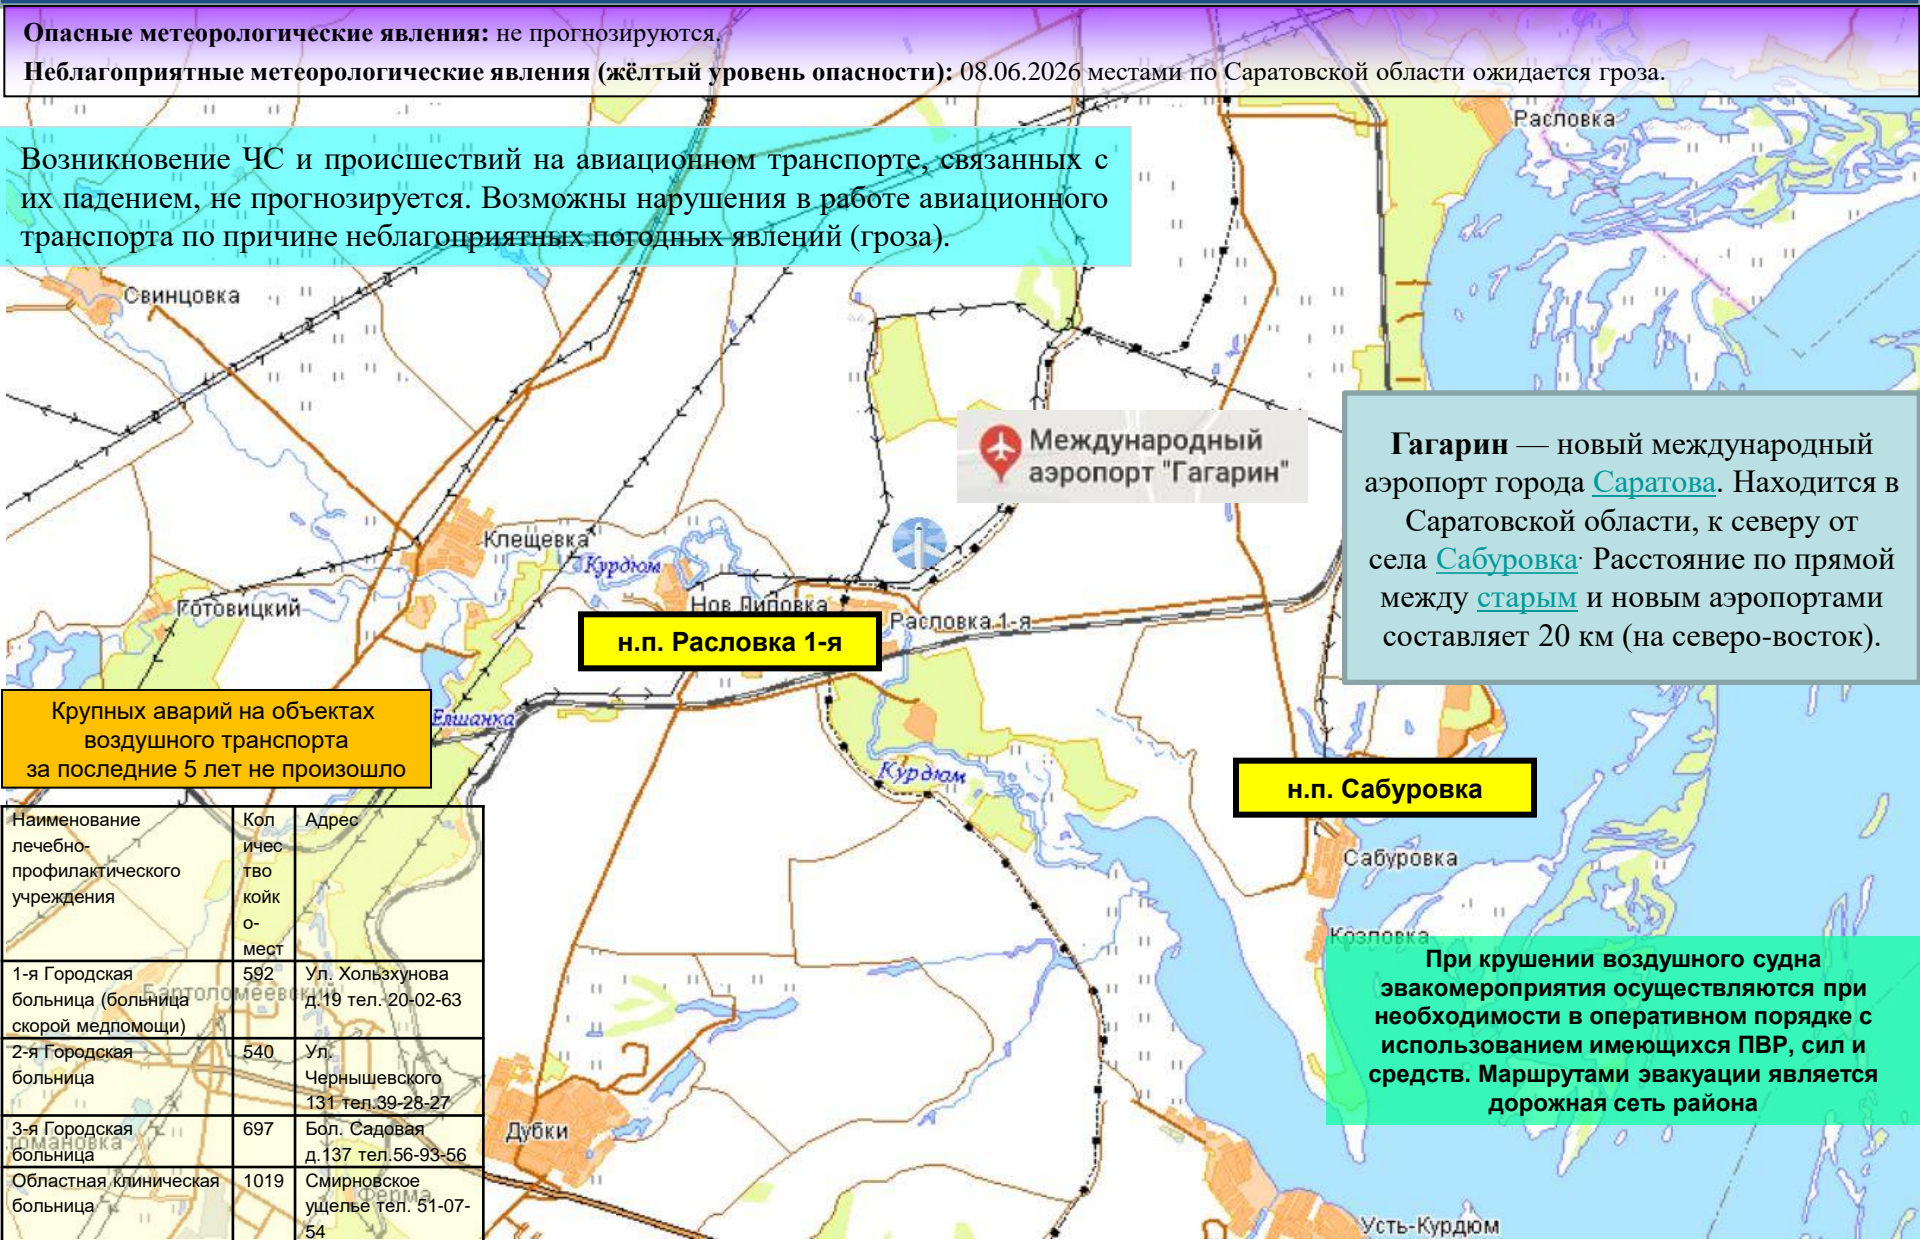 Опасные метеорологические явления: не прогнозируются.
Неблагоприятные метеорологические явления (жёлтый уровень опасности): 08.06.2026 местами по Саратовской области ожидается гроза.
Расловка
Возникновение ЧС и происшествий на авиационном транспорте, связанных с
их падением, не прогнозируется. Возможны нарушения в работе авиационного
транспорта по причине неблагоприятных погодных явлений (гроза).
Свинцовка
Международный
аэропорт "Гагарин"
Гагарин — новый международный
аэропорт города Саратова. Находится в
Саратовской области, к северу от
села Сабуровка. Расстояние по прямой
между старым и новым аэропортами
составляет 20 км (на северо-восток).
Клещевка
Курдюм
Готовицкий
Нов.Липовка
Расловка 1-я
н.п. Расловка 1-я
Елшанка
Крупных аварий на объектах
воздушного транспорта
за последние 5 лет не произошло
Курдюм
н.п. Сабуровка
Сабуровка
Козловка
Наименование
лечебно-
профилактического
учреждения
Кол
ичес
тво
койк
о-
мест
Адрес
1-я Городская
больница (больница
скорой медпомощи)
592
Ул. Хользхунова
д.19 тел. 20-02-63
2-я Городская
больница
540
Ул.
Чернышевского
131 тел.39-28-27
3-я Городская
больница
697
Бол. Садовая
д.137 тел.56-93-56
Областная клиническая
больница
1019
Смирновское
ущелье тел. 51-07-
54
Ферма
Дубки
При крушении воздушного судна
эвакомероприятия осуществляются при
необходимости в оперативном порядке с
использованием имеющихся ПВР, сил и
средств. Маршрутами эвакуации является
дорожная сеть района
Усть-Курдюм